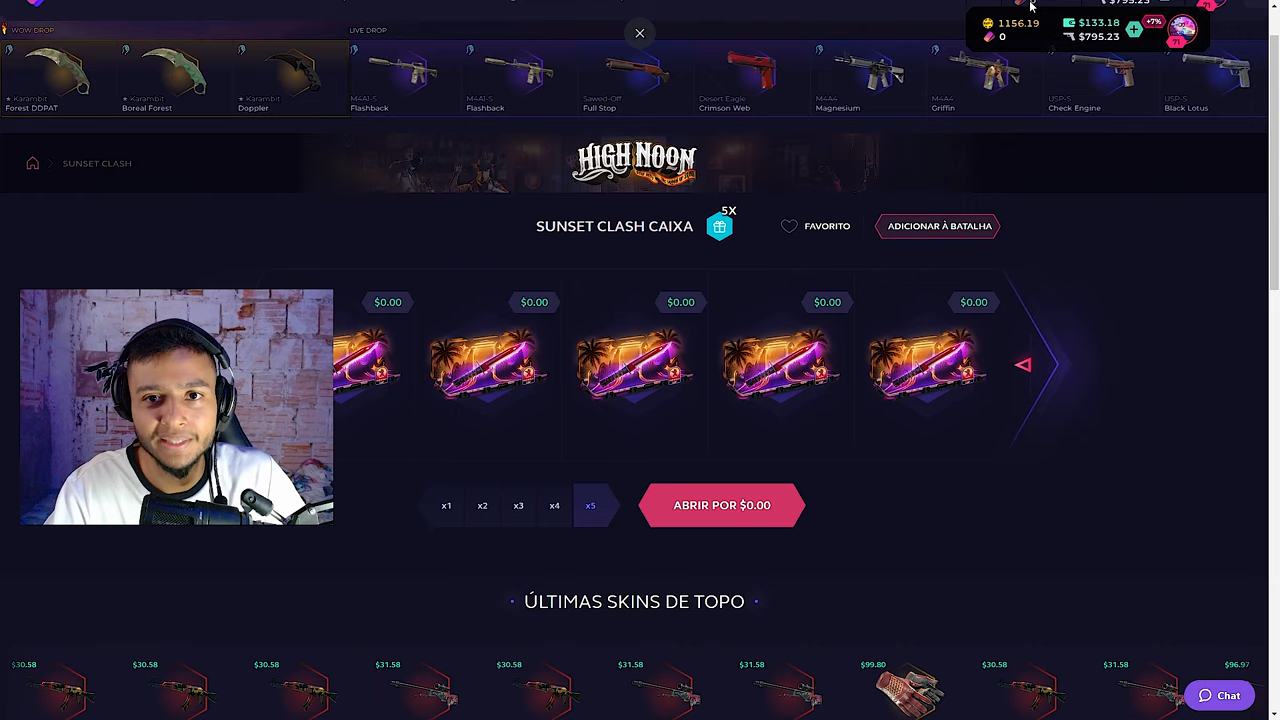 $795.23
71
1156.19
$133.18
+7%
0
$795.23
71
WOW DROP
LIVE DROP
★ Karambit
Forest DDPAT
★ Karambit
Boreal Forest
★ Karambit
Doppler
M4A1-S
Flashback
M4A1-S
Flashback
Sawed-Off
Full Stop
Desert Eagle
Crimson Web
M4A4
Magnesium
M4A4
Griffin
USP-S
Check Engine
USP-S
Black Lotus
SUNSET CLASH
HIGH NOON
SUNSET CLASH CAIXA
5X
FAVORITO
ADICIONAR À BATALHA
$0.00
$0.00
$0.00
$0.00
$0.00
x1
x2
x3
x4
x5
ABRIR POR $0.00
ÚLTIMAS SKINS DE TOPO
$30.58
$30.58
$30.58
$31.58
$30.58
$31.58
$31.58
$99.80
$30.58
$31.58
$96.97
Chat